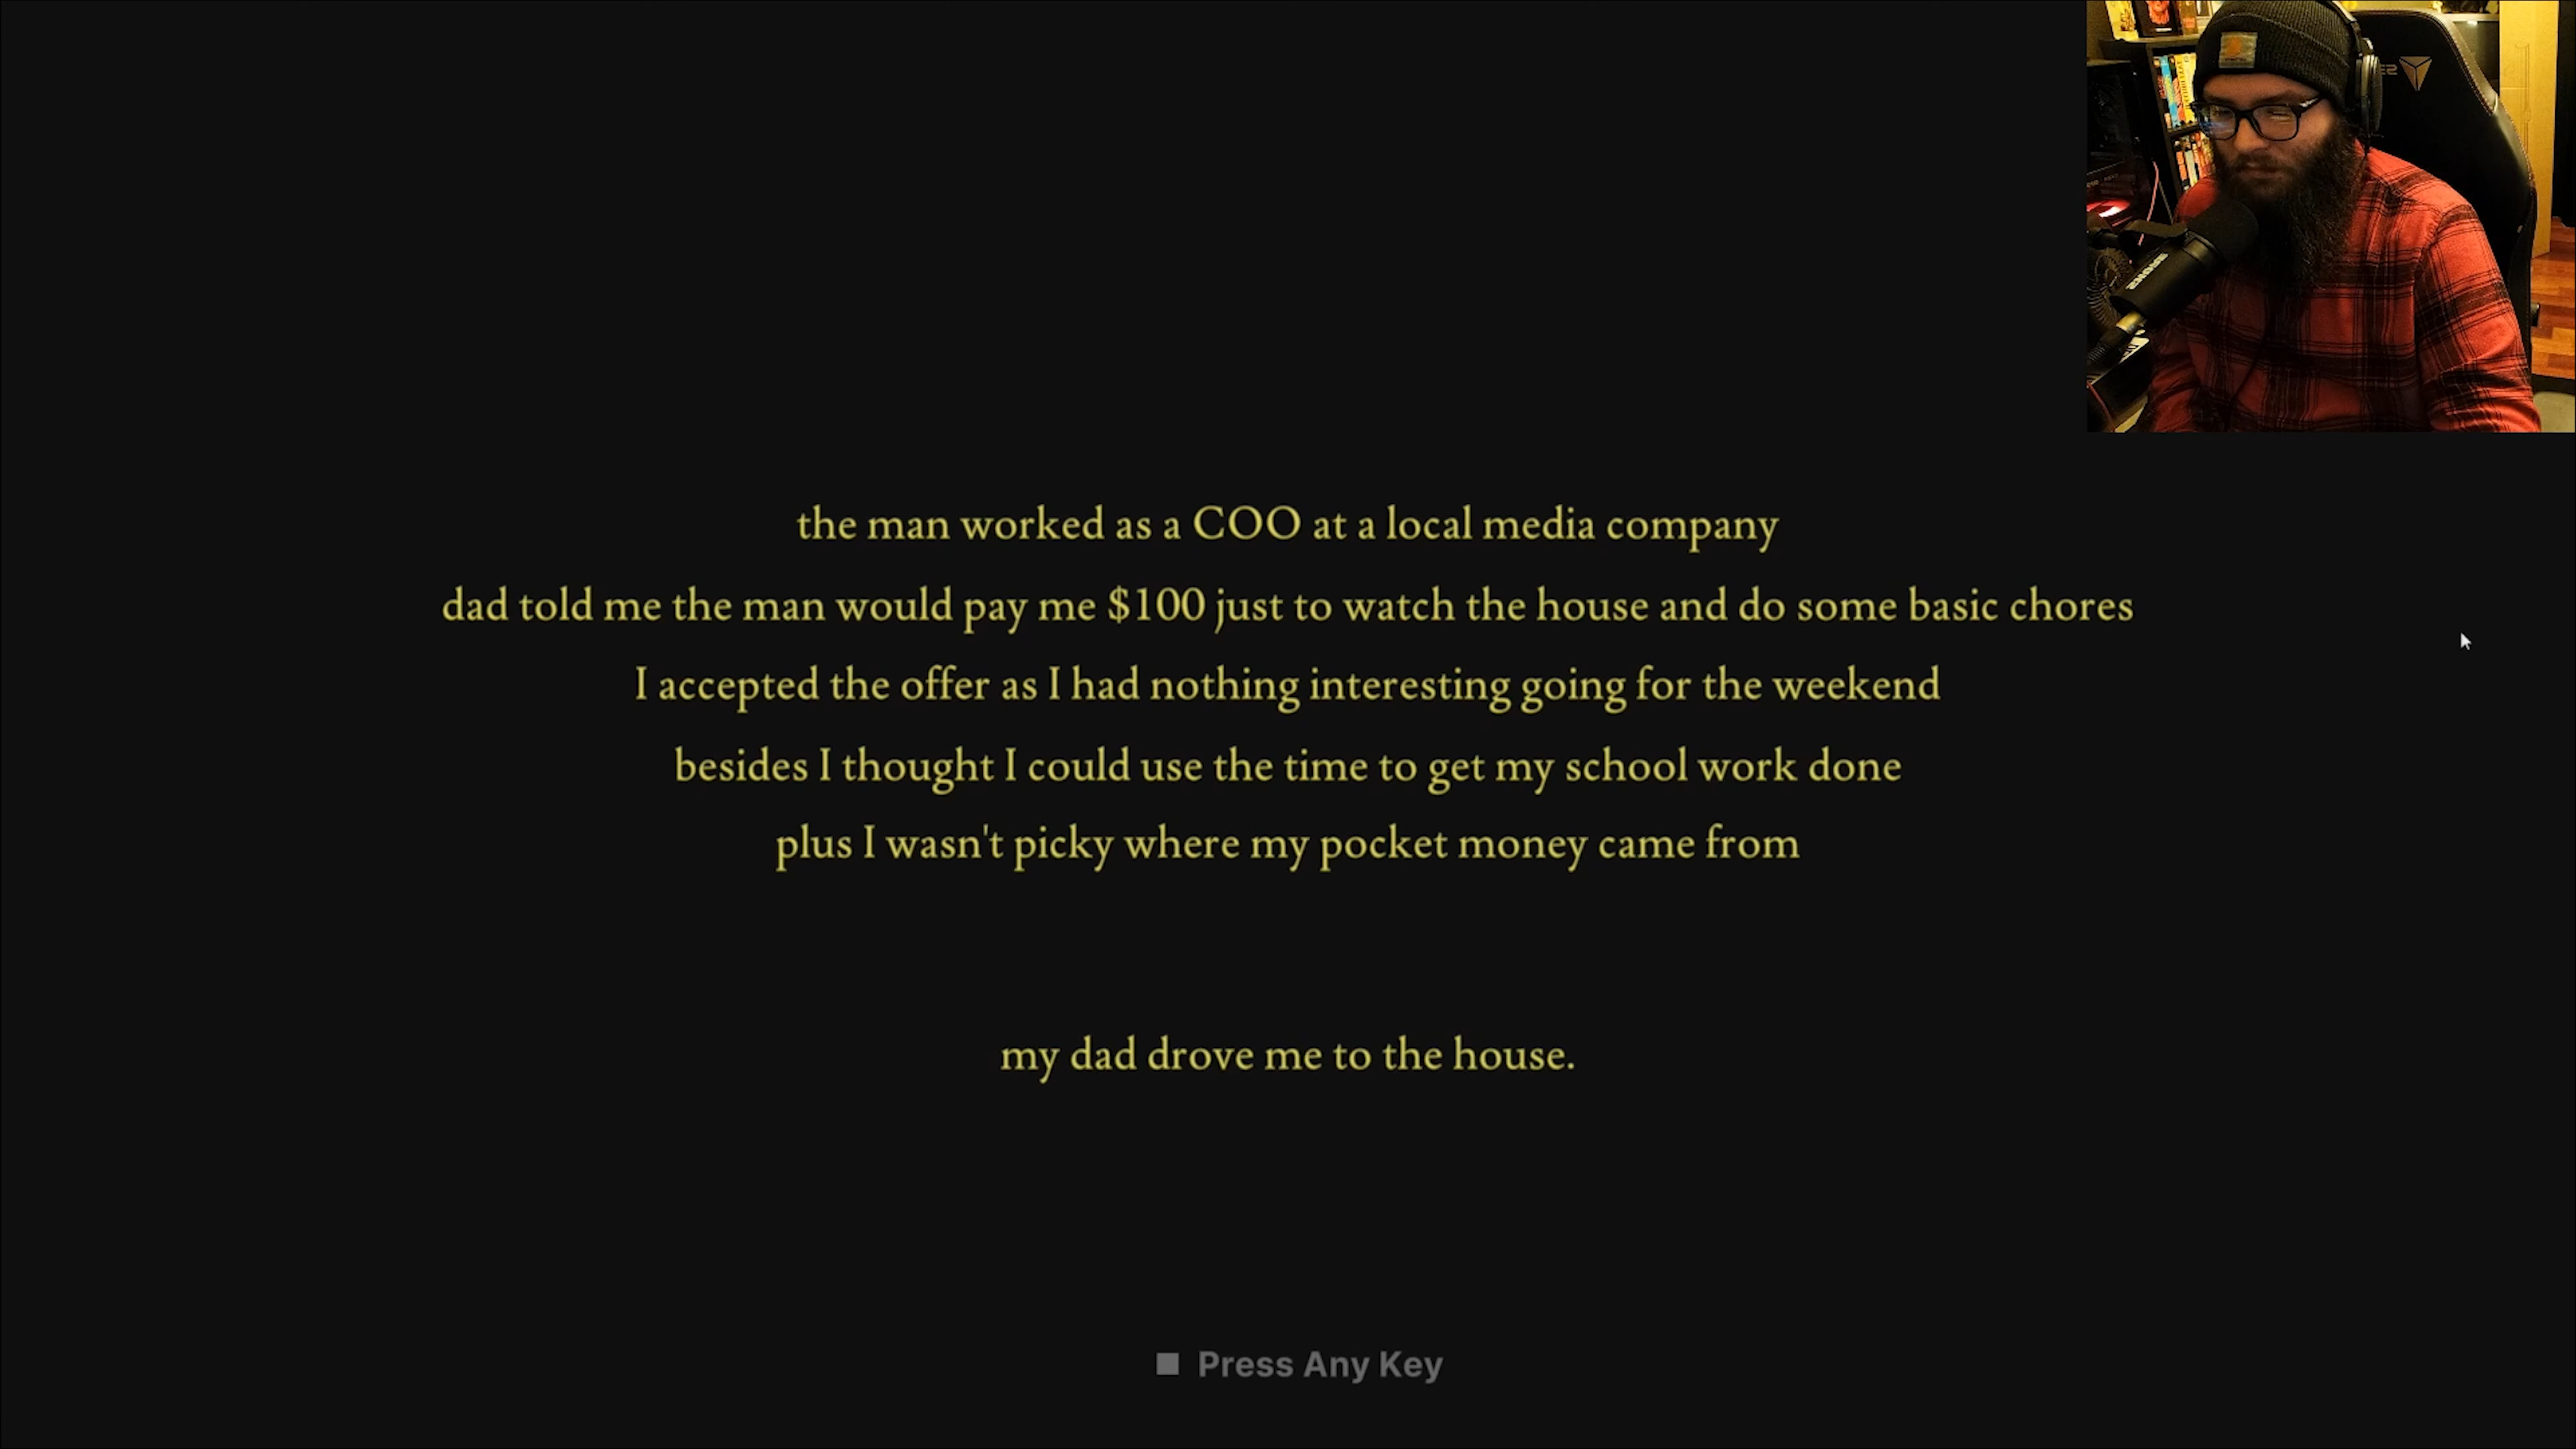 the man worked as a COO at a local media company
dad told me the man would pay me $100 just to watch the house and do some basic chores
I accepted the offer as I had nothing interesting going for the weekend
besides I thought I could use the time to get my school work done
plus I wasn't picky where my pocket money came from
my dad drove me to the house.
Press Any Key